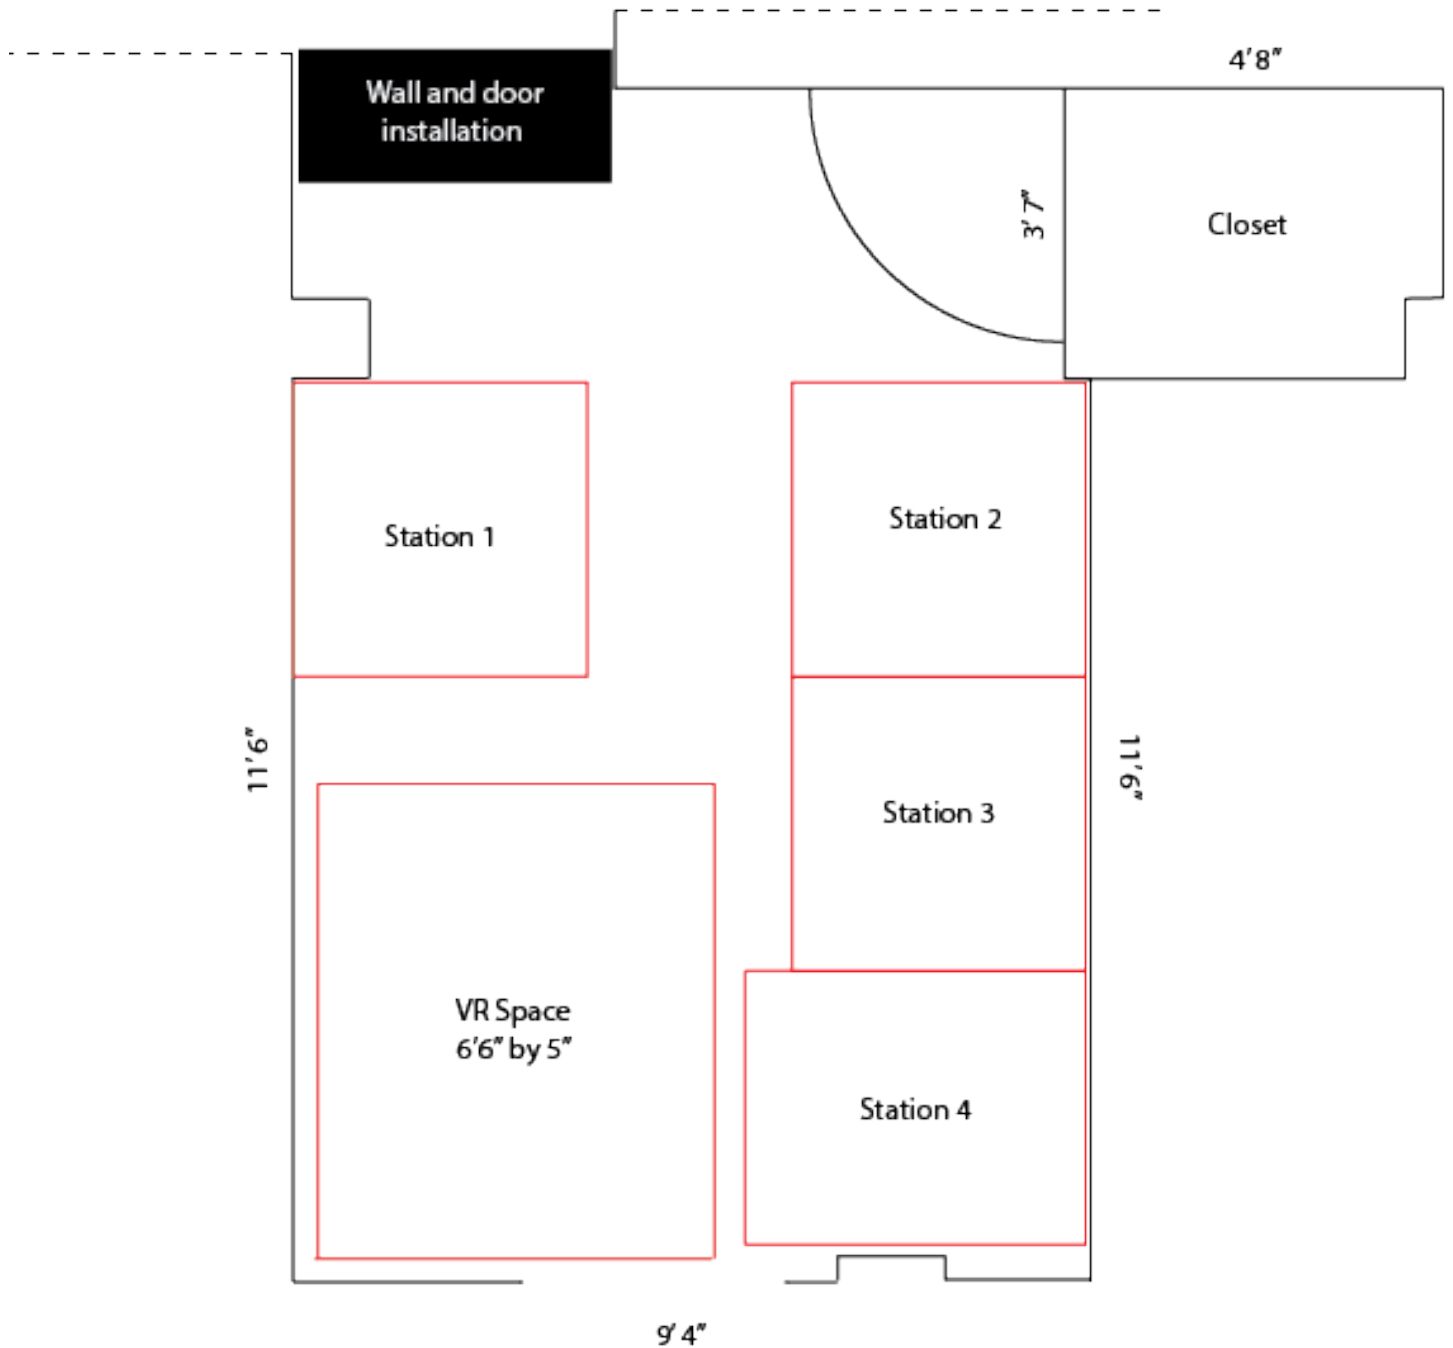 4'8”
Wall and door
installation
3' 7”
Closet
Station 1
Station 2
11'6”
11'6”
Station 3
VR Space
6'6” by 5”
Station 4
9' 4”